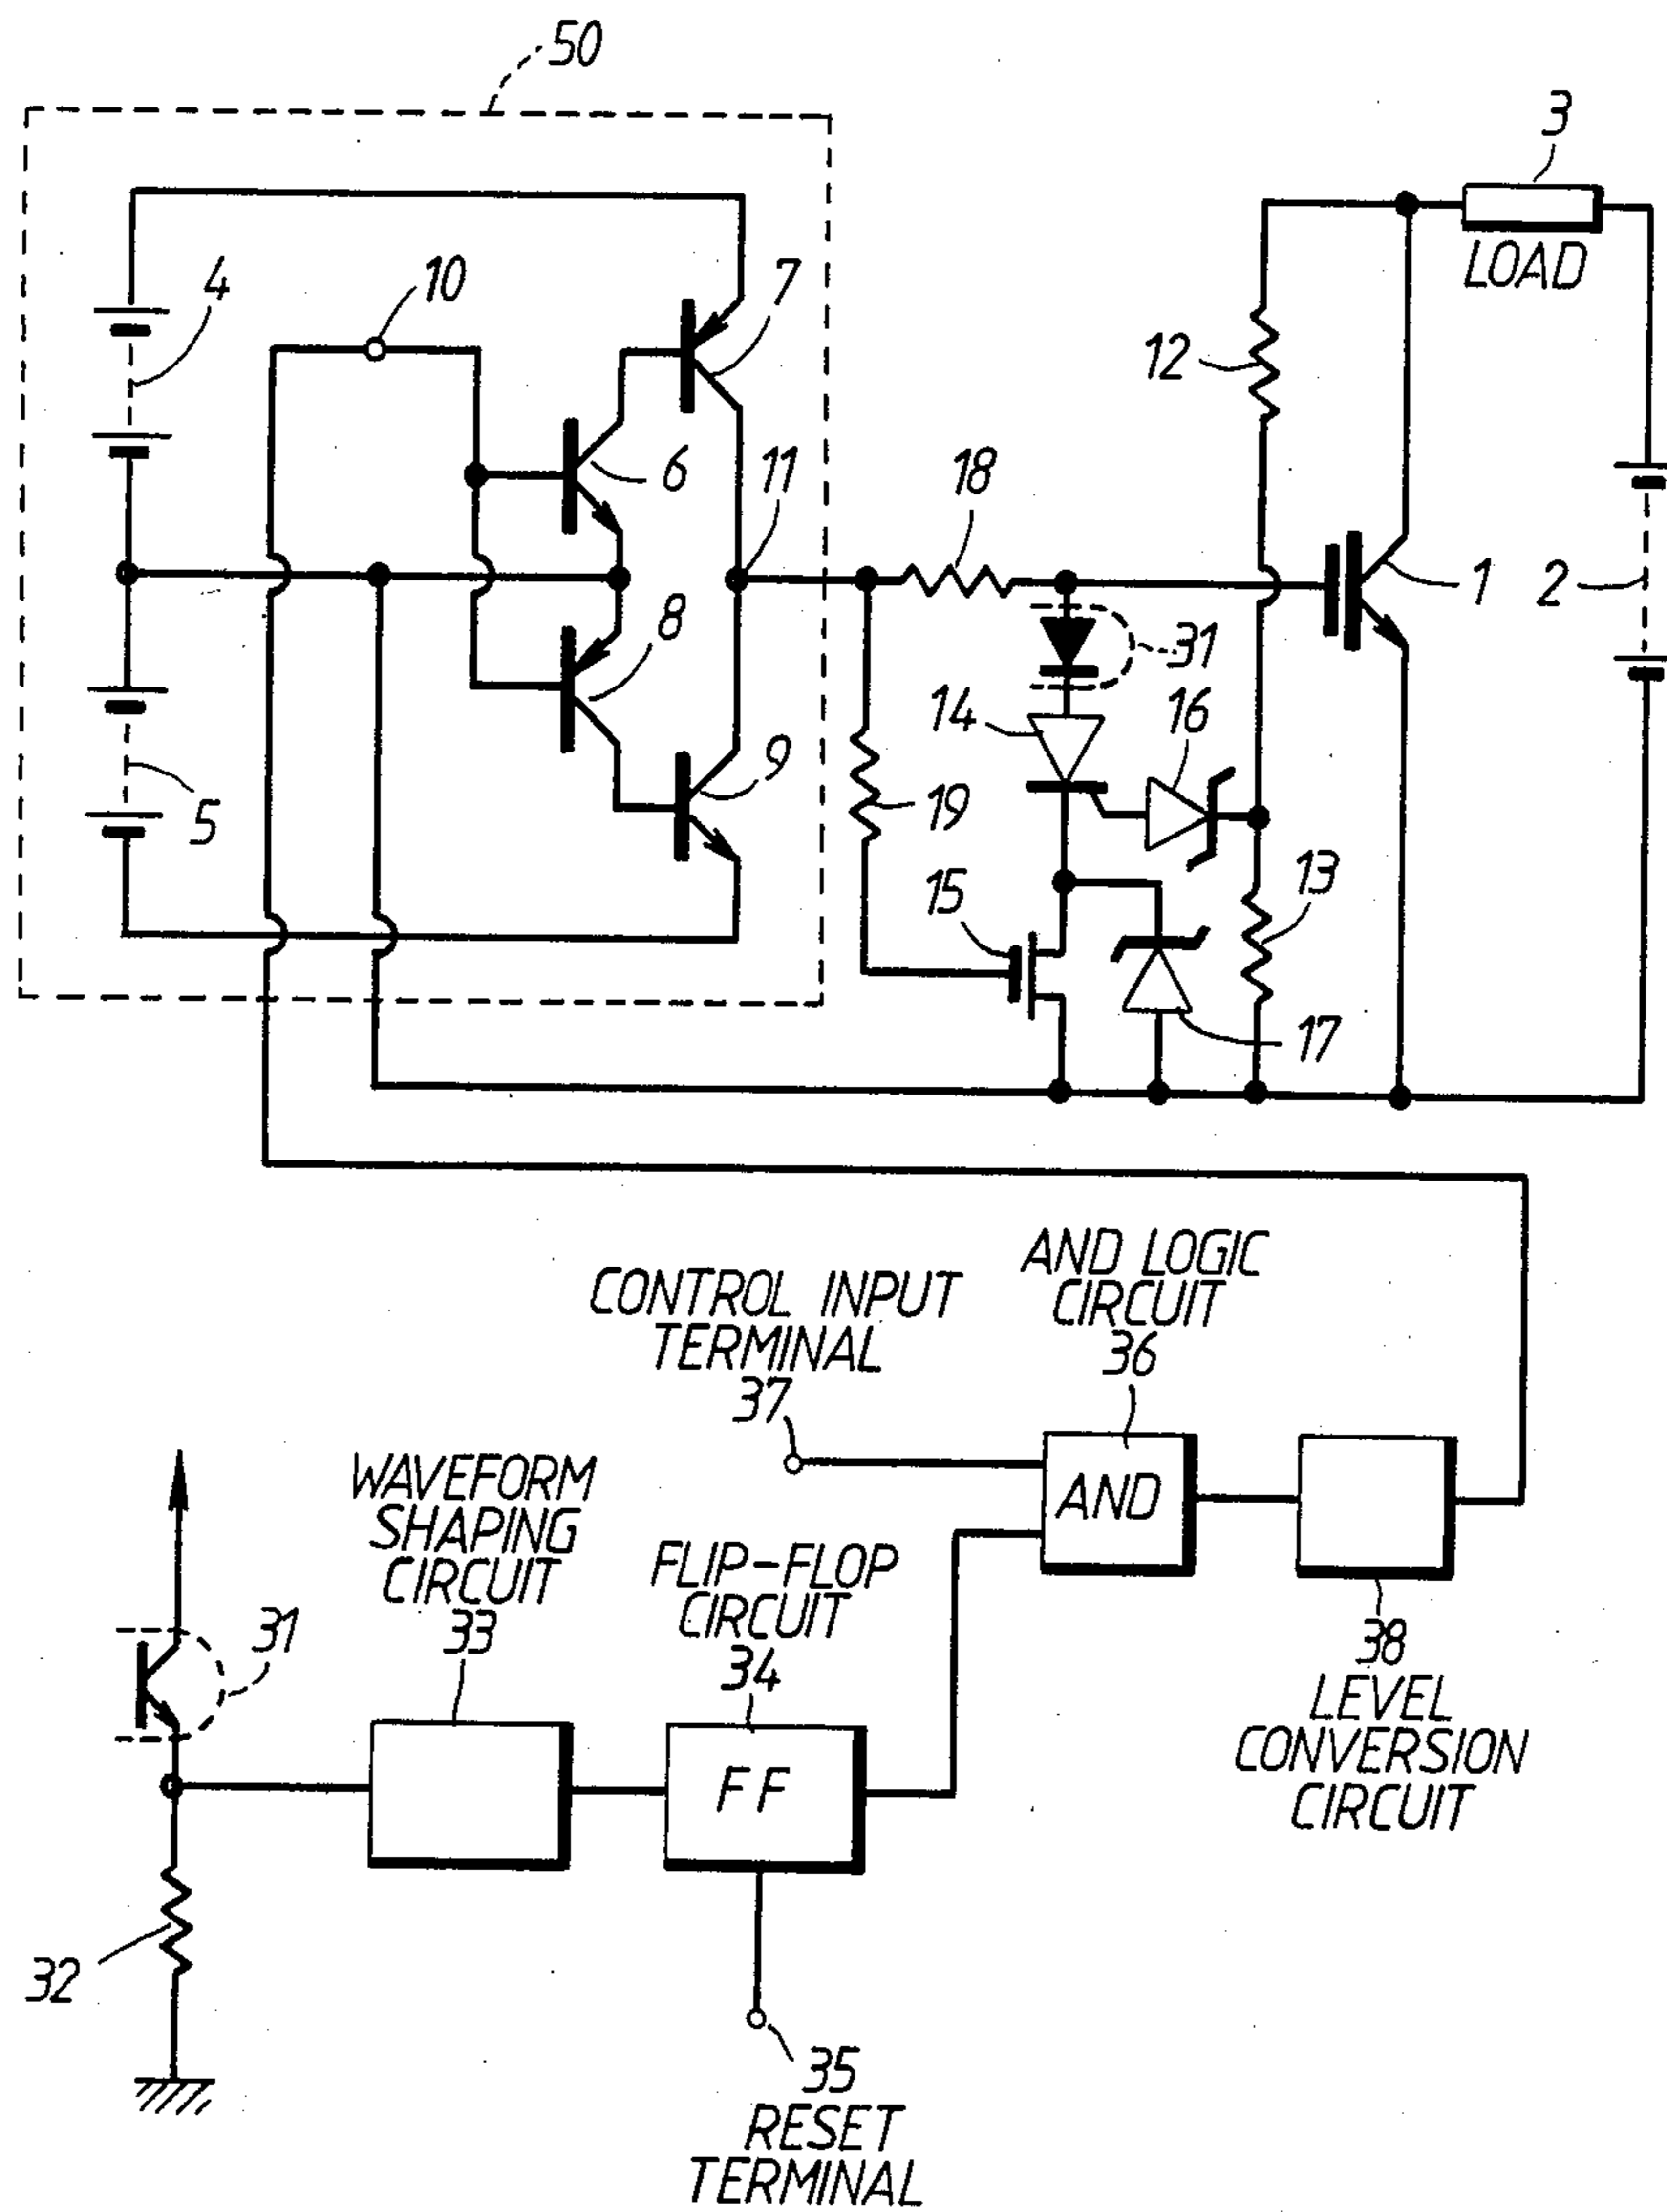 50
3
LOAD
4
10
7
12
6
11
18
1
2
8
31
14
16
5
9
19
13
15
17
AND LOGIC
CIRCUIT
36
CONTROL INPUT
TERMINAL
37
AND
WAVEFORM
SHAPING
CIRCUIT
33
FLIP-FLOP
CIRCUIT
34
31
38
LEVEL
CONVERSION
CIRCUIT
FF
32
35
RESET
TERMINAL